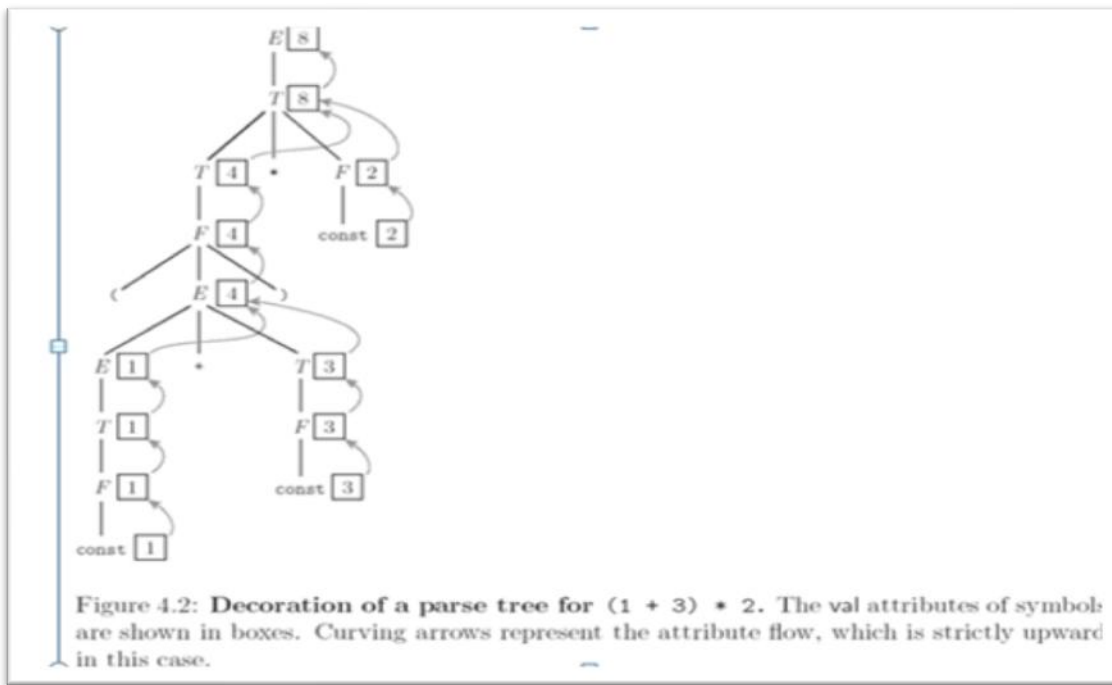 E 8
T 8
T 4 * F 2
F 4 const 2
( E 4 )
E 1 T 3
T 1 F 3
F 1 const 3
const 1
Figure 4.2: Decoration of a parse tree for (1 + 3) * 2. The val attributes of symbols
are shown in boxes. Curving arrows represent the attribute flow, which is strictly upward
in this case.